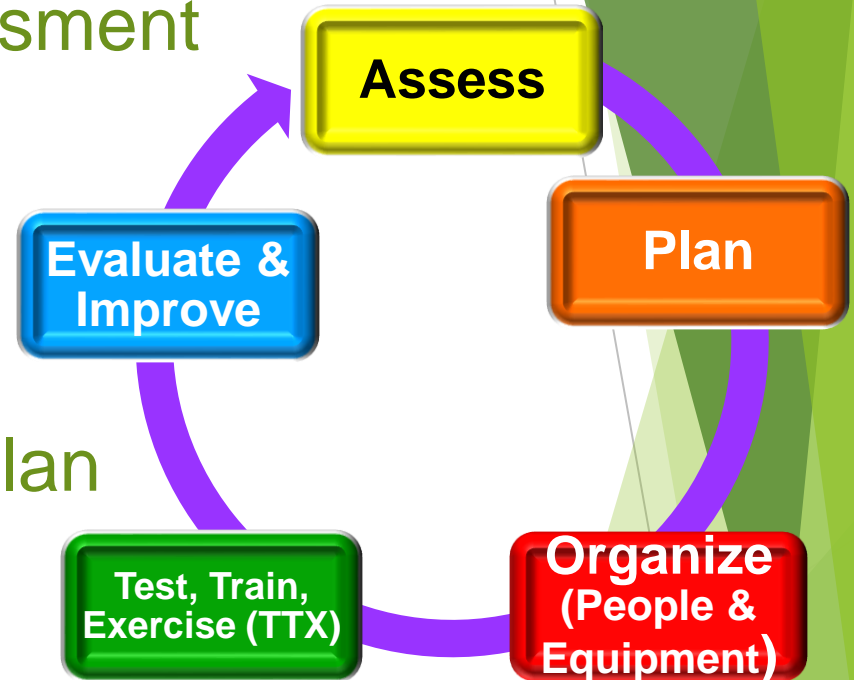 sment
Assess
Plan
Evaluate &
Improve
lan
Organize
(People &
Equipment)
Test, Train,
Exercise (TTX)